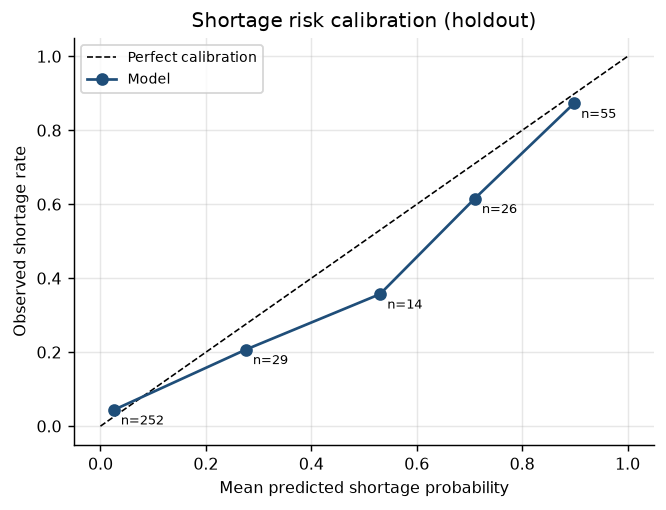 Shortage risk calibration (holdout)
Perfect calibration
Model
1.0
0.8
0.6
0.4
0.2
0.0
Observed shortage rate
n=252
n=29
n=14
n=26
n=55
0.0 0.2 0.4 0.6 0.8 1.0
Mean predicted shortage probability